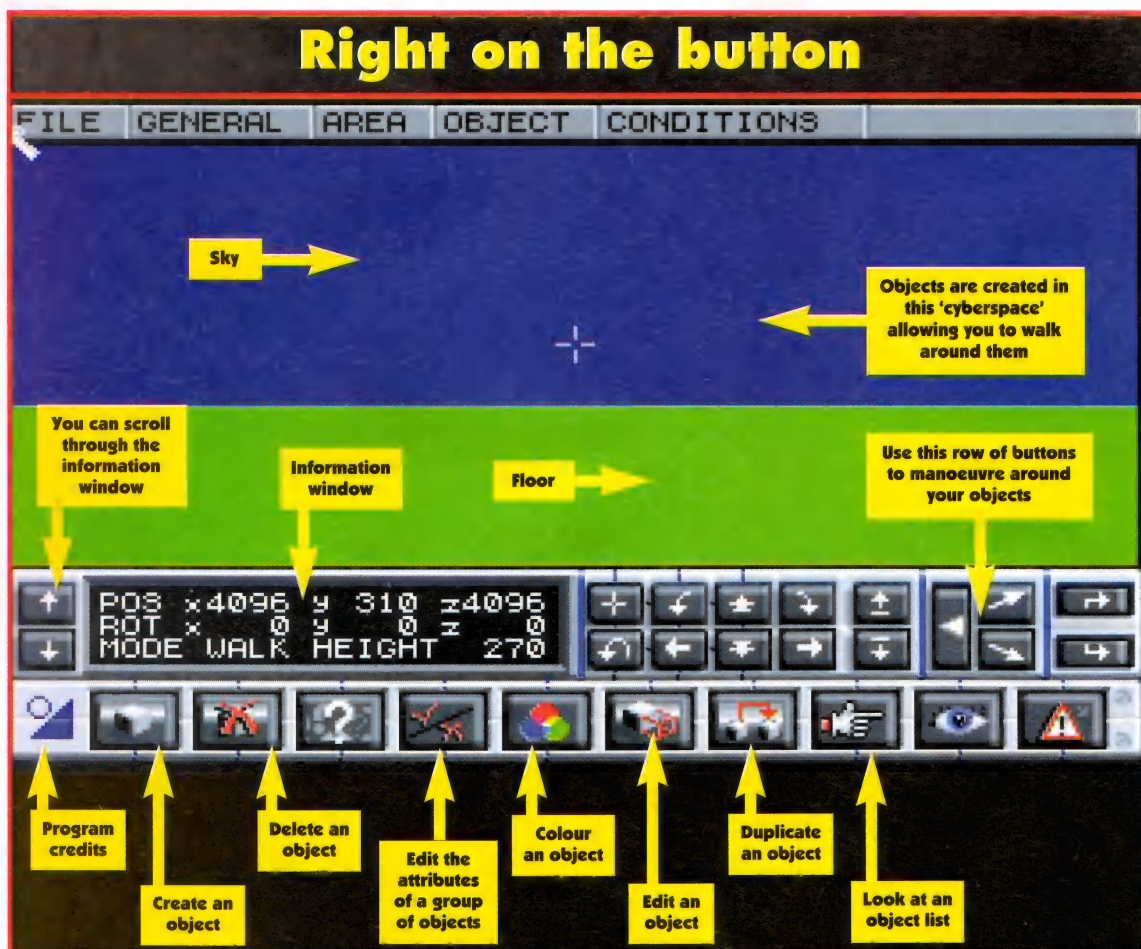 Right on the button
FILE GENERAL AREA OBJECT CONDITIONS
Sky
Objects are created in
this 'cyberspace'
allowing you to walk
around them
You can scroll
through the
information
window
Information
window
Floor
Use this row of buttons
to manoeuvre around
your objects
POS x4096 y 310 z4096
ROT x 0 y 0 z 0
MODE WALK HEIGHT 270
Program
credits
Create an
object
Delete an
object
Edit the
attributes
of a group
of objects
Colour
an object
Edit an
object
Duplicate
an object
Look at an
object list